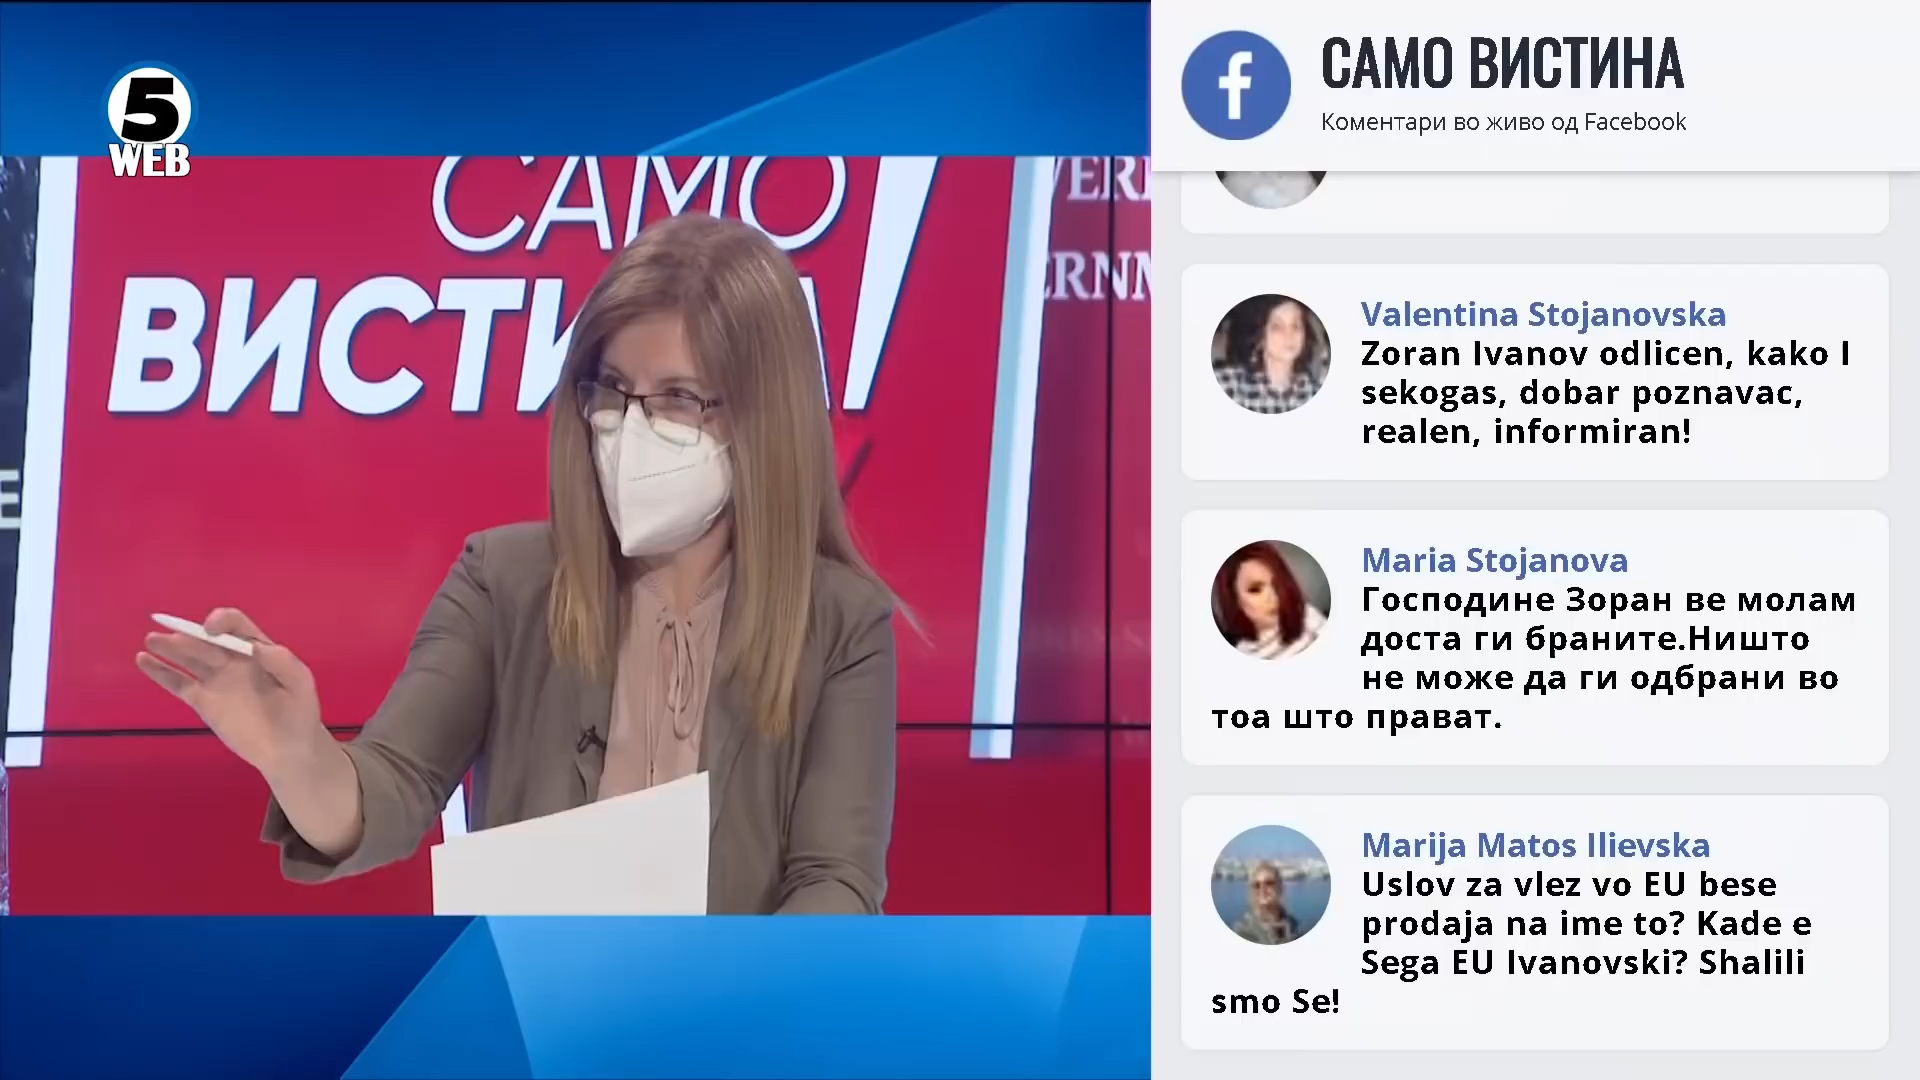 5
WEB
САМО
ВИСТИ
САМО ВИСТИНА
Коментари во живо од Facebook
Valentina Stojanovska
Zoran Ivanov odlicen, kako I
sekogas, dobar poznavac,
realen, informiran!
Maria Stojanova
Господине Зоран ве молам
доста ги браните.Ништо
не може да ги одбрани во
тоа што прават.
Marija Matos Ilievska
Uslov za vlez vo EU bese
prodaja na ime to? Kade e
Sega EU Ivanovski? Shalili
smo Se!